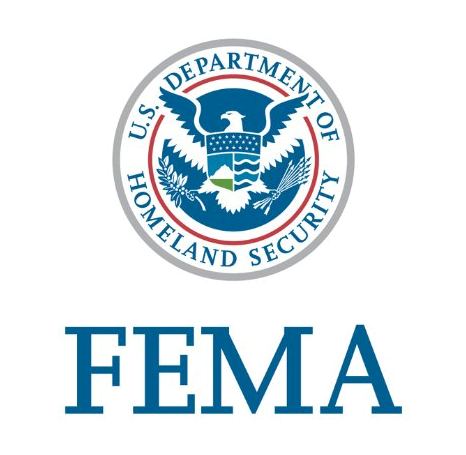 U.S. DEPARTMENT OF
HOMELAND SECURITY
FEMA